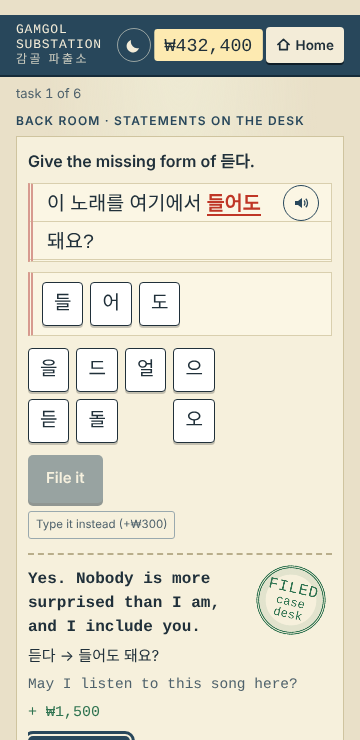 GAMGOL
SUBSTATION
감골 파출소
₩432,400
Home
task 1 of 6
BACK ROOM · STATEMENTS ON THE DESK
Give the missing form of 듣다.
이 노래를 여기에서 들어도
돼요?
들 어 도
을 드 얼 으
듣 돌 오
File it
Type it instead (+₩300)
Yes. Nobody is more
surprised than I am,
and I include you.
FILED
case
desk
듣다 → 들어도 돼요?
May I listen to this song here?
+ ₩1,500